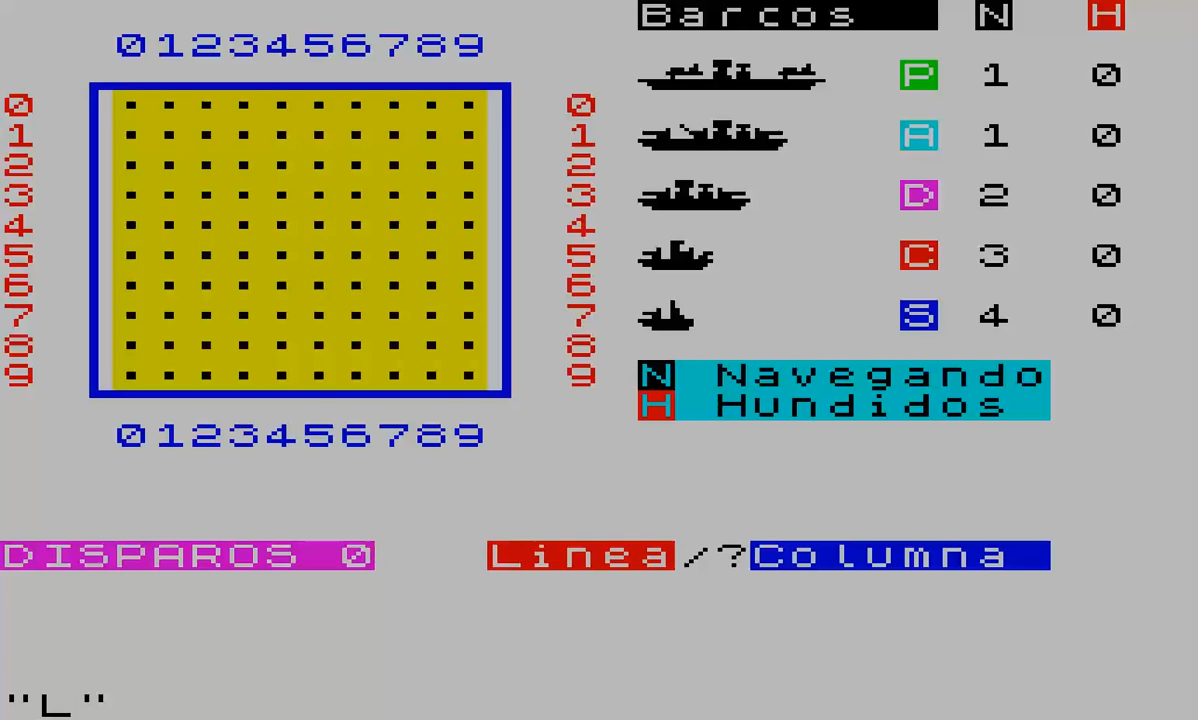 Barcos N H
0123456789
P 1 0
0 0
1 1
A 1 0
2 2
3 3
D 2 0
4 4
5 5
C 3 0
6 6
7 7
S 4 0
8 8
9 9
N Navegando
H Hundidos
0123456789
DISPAROS 0 Linea/?Columna
"L"